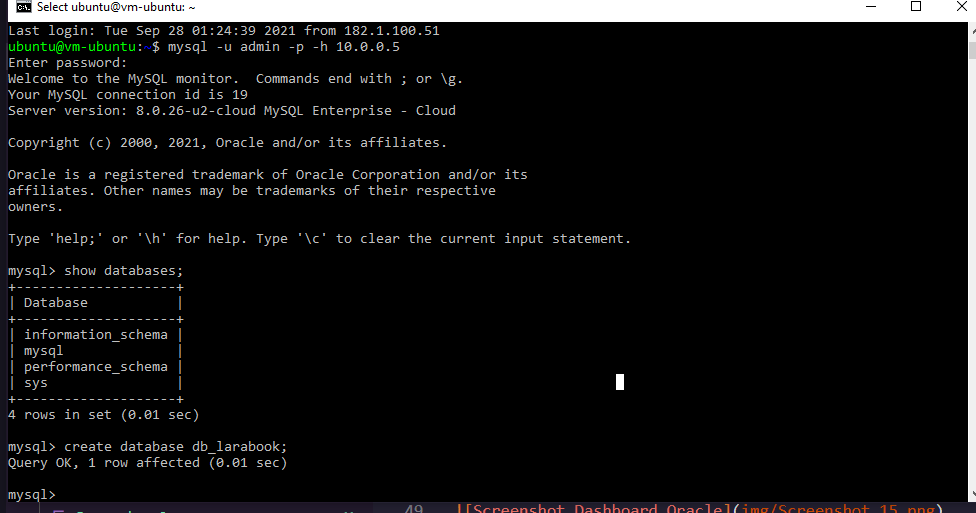 Select ubuntu@vm-ubuntu: ~
Last login: Tue Sep 28 01:24:39 2021 from 182.1.100.51
ubuntu@vm-ubuntu:~$ mysql -u admin -p -h 10.0.0.5
Enter password:
Welcome to the MySQL monitor.  Commands end with ; or \g.
Your MySQL connection id is 19
Server version: 8.0.26-u2-cloud MySQL Enterprise - Cloud
Copyright (c) 2000, 2021, Oracle and/or its affiliates.
Oracle is a registered trademark of Oracle Corporation and/or its
affiliates. Other names may be trademarks of their respective
owners.
Type 'help;' or '\h' for help. Type '\c' to clear the current input statement.
mysql> show databases;
+--------------------+
| Database           |
+--------------------+
| information_schema |
| mysql              |
| performance_schema |
| sys                |
+--------------------+
4 rows in set (0.01 sec)
mysql> create database db_larabook;
Query OK, 1 row affected (0.01 sec)
mysql>
49 ![Screenshot Dashboard Oracle](img/Screenshot_15.png)